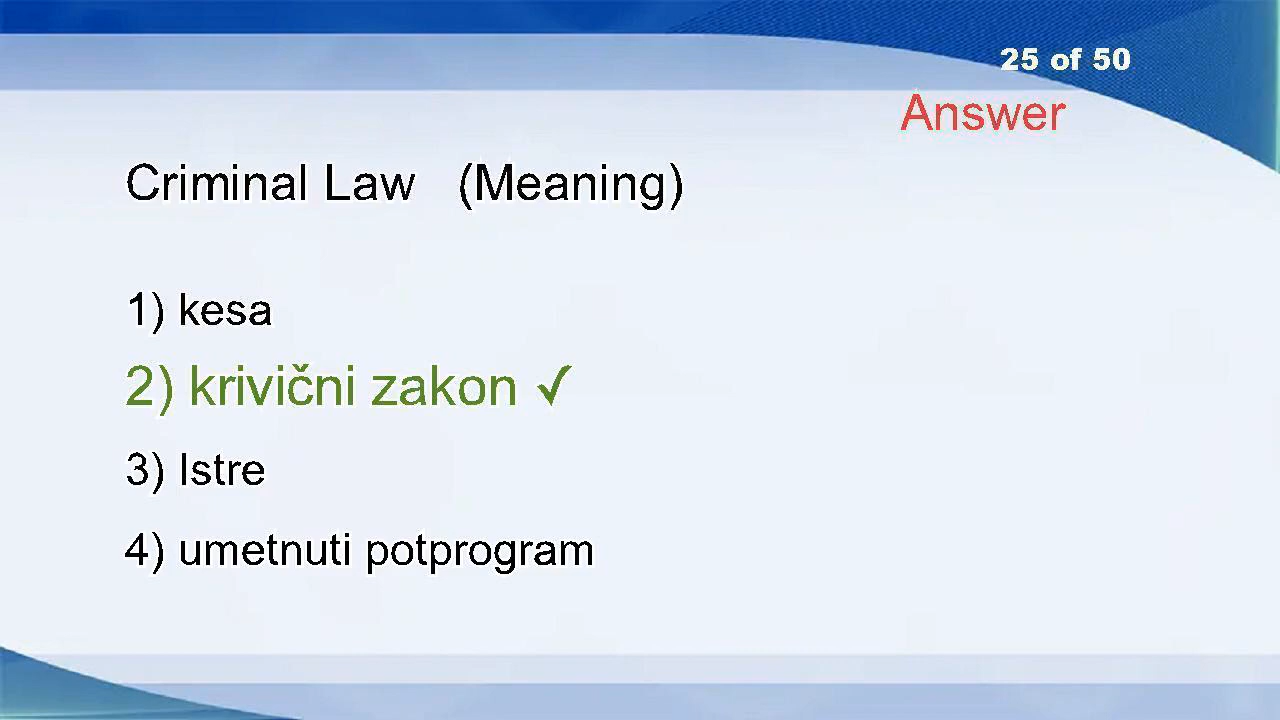 25 of 50
Answer
Criminal Law (Meaning)
1) kesa
2) krivični zakon ✓
3) Istre
4) umetnuti potprogram